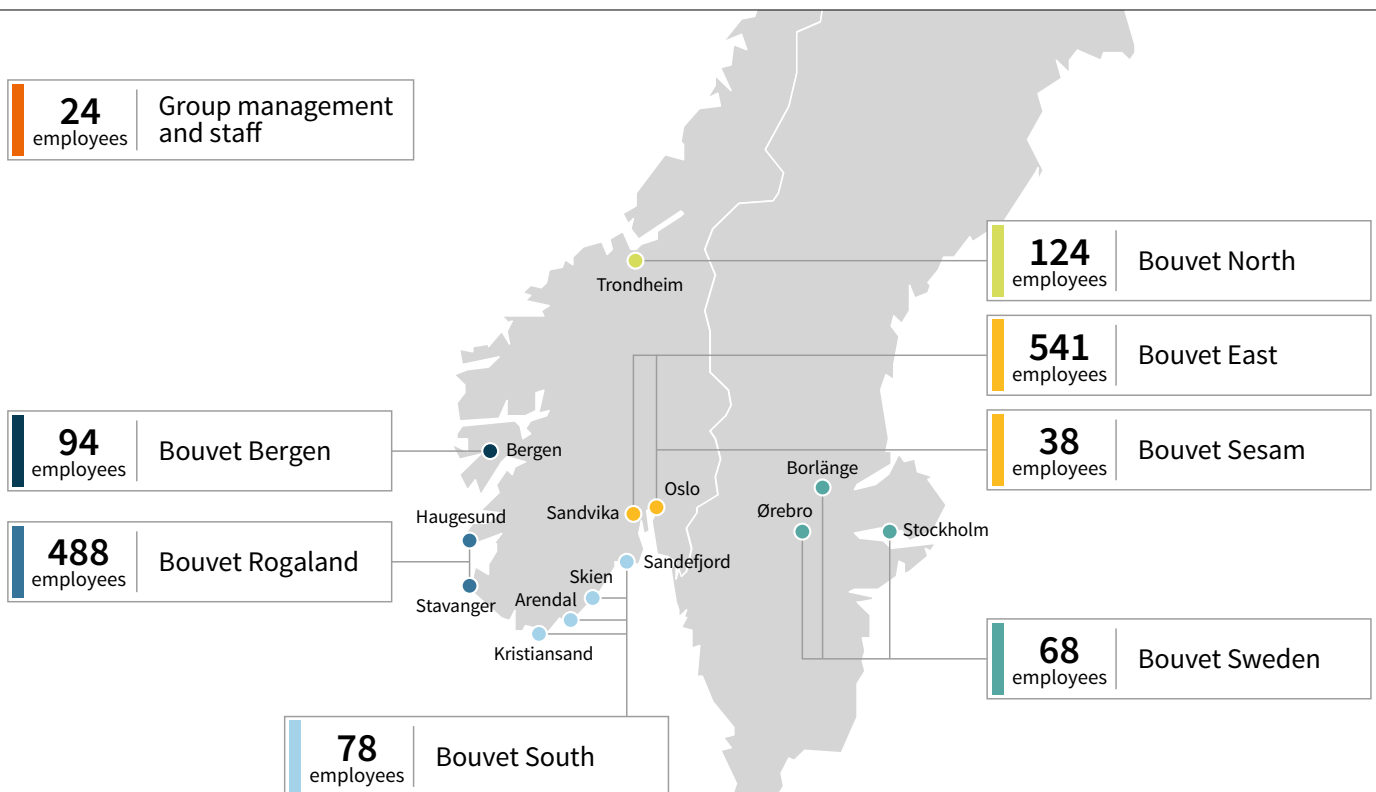 24
employees
Group management
and staff
124
employees
Bouvet North
Trondheim
541
employees
Bouvet East
94
employees
Bouvet Bergen
Bergen
38
employees
Bouvet Sesam
Borlänge
Oslo
Sandvika
Ørebro
Stockholm
Haugesund
488
employees
Bouvet Rogaland
Stavanger
Sandefjord
Skien
Arendal
Kristiansand
68
employees
Bouvet Sweden
78
employees
Bouvet South